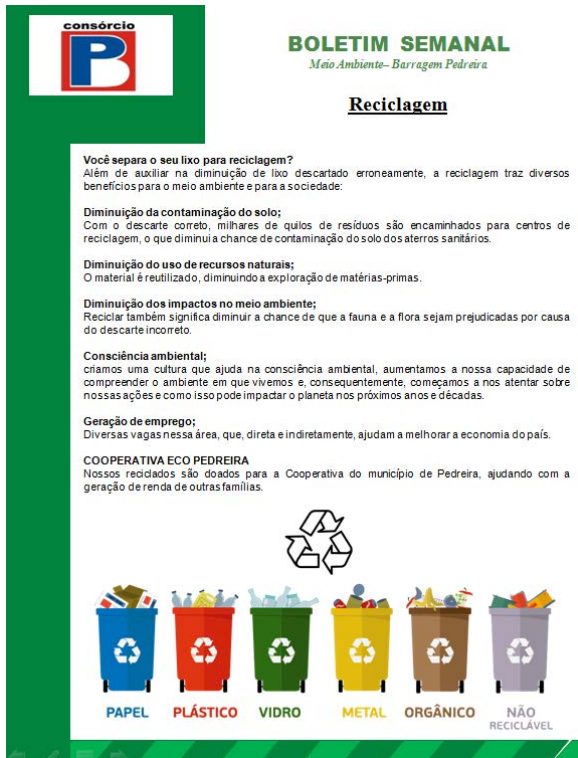 consórcio
PB
BOLETIM SEMANAL
Meio Ambiente– Barragem Pedreira
Reciclagem
Você separa o seu lixo para reciclagem?
Além de auxiliar na diminuição de lixo descartado erroneamente, a reciclagem traz diversos
benefícios para o meio ambiente e para a sociedade:
Diminuição da contaminação do solo;
Com o descarte correto, milhares de quilos de resíduos são encaminhados para centros de
reciclagem, o que diminui a chance de contaminação do solo dos aterros sanitários.
Diminuição do uso de recursos naturais;
O material é reutilizado, diminuindo a exploração de matérias-primas.
Diminuição dos impactos no meio ambiente;
Reciclar também significa diminuir a chance de que a fauna e a flora sejam prejudicadas por causa
do descarte incorreto.
Consciência ambiental;
criamos uma cultura que ajuda na consciência ambiental, aumentamos a nossa capacidade de
compreender o ambiente em que vivemos e, consequentemente, começamos a nos atentar sobre
nossas ações e como isso pode impactar o planeta nos próximos anos e décadas.
Geração de emprego;
Diversas vagas nessa área, que, direta e indiretamente, ajudam a melhorar a economia do país.
COOPERATIVA ECO PEDREIRA
Nossos reciclados são doados para a Cooperativa do município de Pedreira, ajudando com a
geração de renda de outras famílias.
PAPEL PLÁSTICO VIDRO METAL ORGÂNICO NÃO
RECICLÁVEL